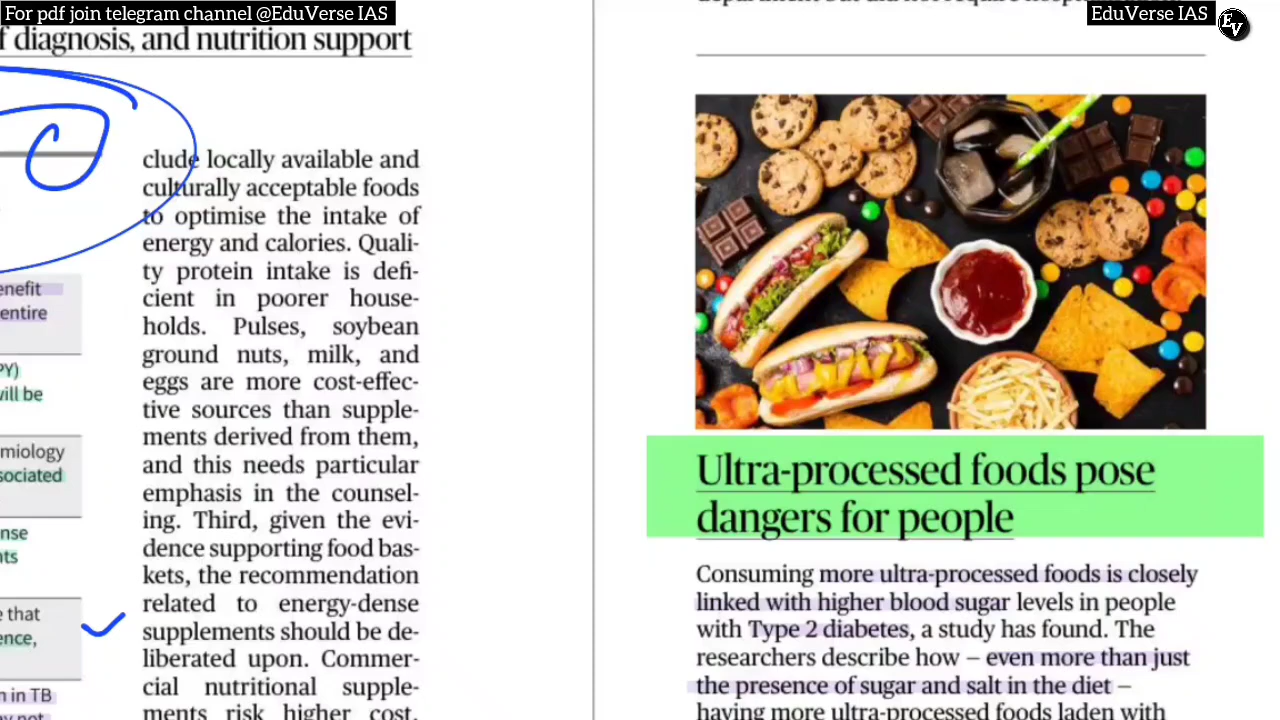 For pdf join telegram channel @EduVerse IAS
EduVerse IAS
EV
f diagnosis, and nutrition support
enefit
entire
PY)
vill be
miology
sociated
nse
nts
e that
ence,
n in TB
clude locally available and
culturally acceptable foods
to optimise the intake of
energy and calories. Quali-
ty protein intake is defi-
cient in poorer house-
holds. Pulses, soybean
ground nuts, milk, and
eggs are more cost-effec-
tive sources than supple-
ments derived from them,
and this needs particular
emphasis in the counsel-
ing. Third, given the evi-
dence supporting food bas-
kets, the recommendation
related to energy-dense
supplements should be de-
liberated upon. Commer-
cial nutritional supple-
ments risk higher cost,
Ultra-processed foods pose
dangers for people
Consuming more ultra-processed foods is closely
linked with higher blood sugar levels in people
with Type 2 diabetes, a study has found. The
researchers describe how – even more than just
the presence of sugar and salt in the diet –
having more ultra-processed foods laden with